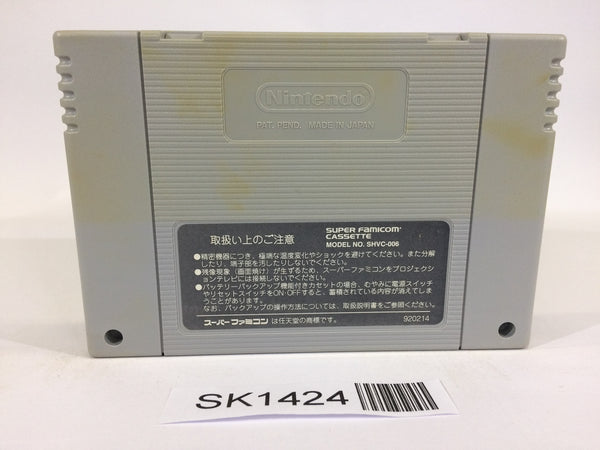 Nintendo
PAT. PEND. MADE IN JAPAN
取扱い上のご注意
SUPER FAMICOM
CASSETTE
MODEL NO. SHVC-006
●精密機器につき、極端な温度変化やショックを避けてください。また分解
したり、端子部を汚したりしないでください。
●残像現象（画面焼け）が生ずるため、スーパーファミコンをプロジェクシ
ョンテレビには接続しないでください。
●バッテリーバックアップ機能付きカセットの場合、むやみに電源スイッチ
やリセットスイッチをON・OFFすると、蓄積されている内容が消えてしま
うことがあります。
なお、バックアップの操作方法については、取扱説明書をご参照ください。
スーパーファミコン は任天堂の商標です。
920214
SK1424